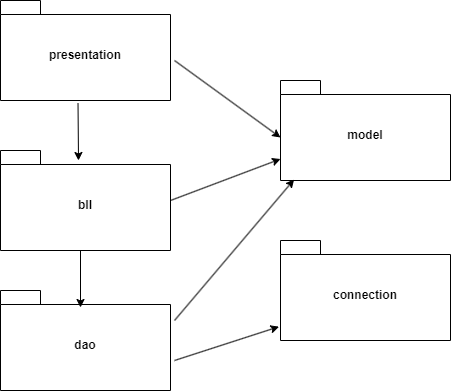 presentation
model
bll
connection
dao